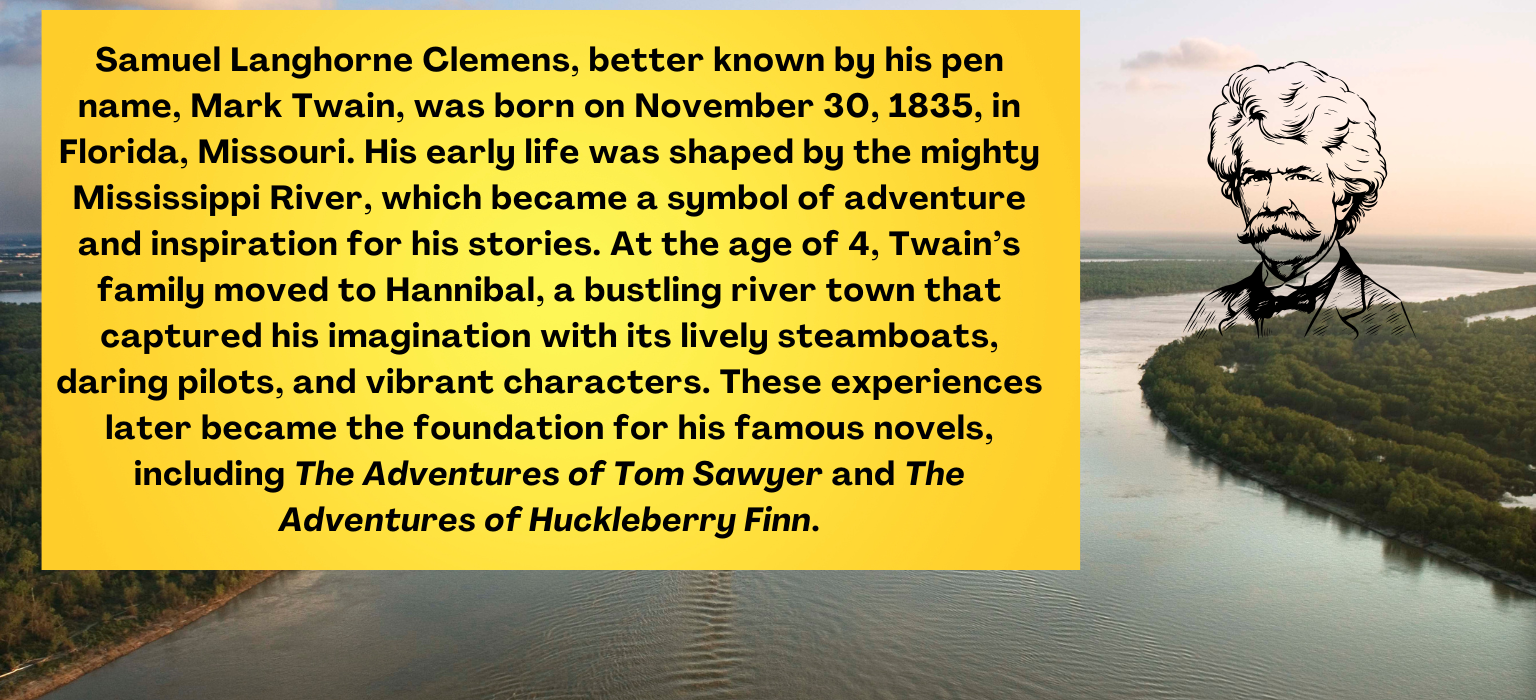 Samuel Langhorne Clemens, better known by his pen
name, Mark Twain, was born on November 30, 1835, in
Florida, Missouri. His early life was shaped by the mighty
Mississippi River, which became a symbol of adventure
and inspiration for his stories. At the age of 4, Twain’s
family moved to Hannibal, a bustling river town that
captured his imagination with its lively steamboats,
daring pilots, and vibrant characters. These experiences
later became the foundation for his famous novels,
including The Adventures of Tom Sawyer and The
Adventures of Huckleberry Finn.